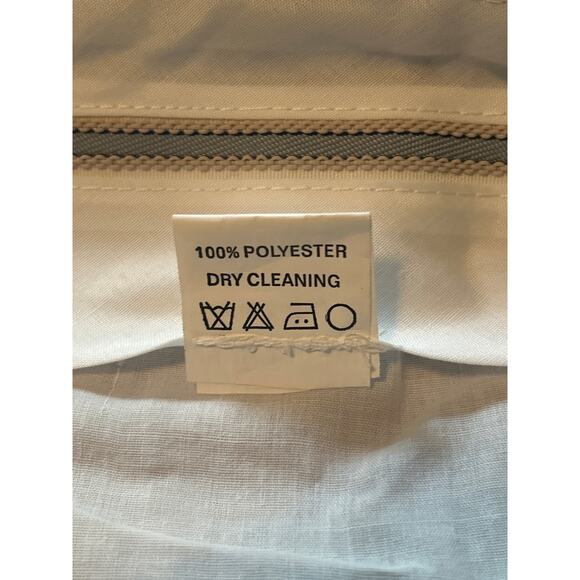 100% POLYESTER
DRY CLEANING